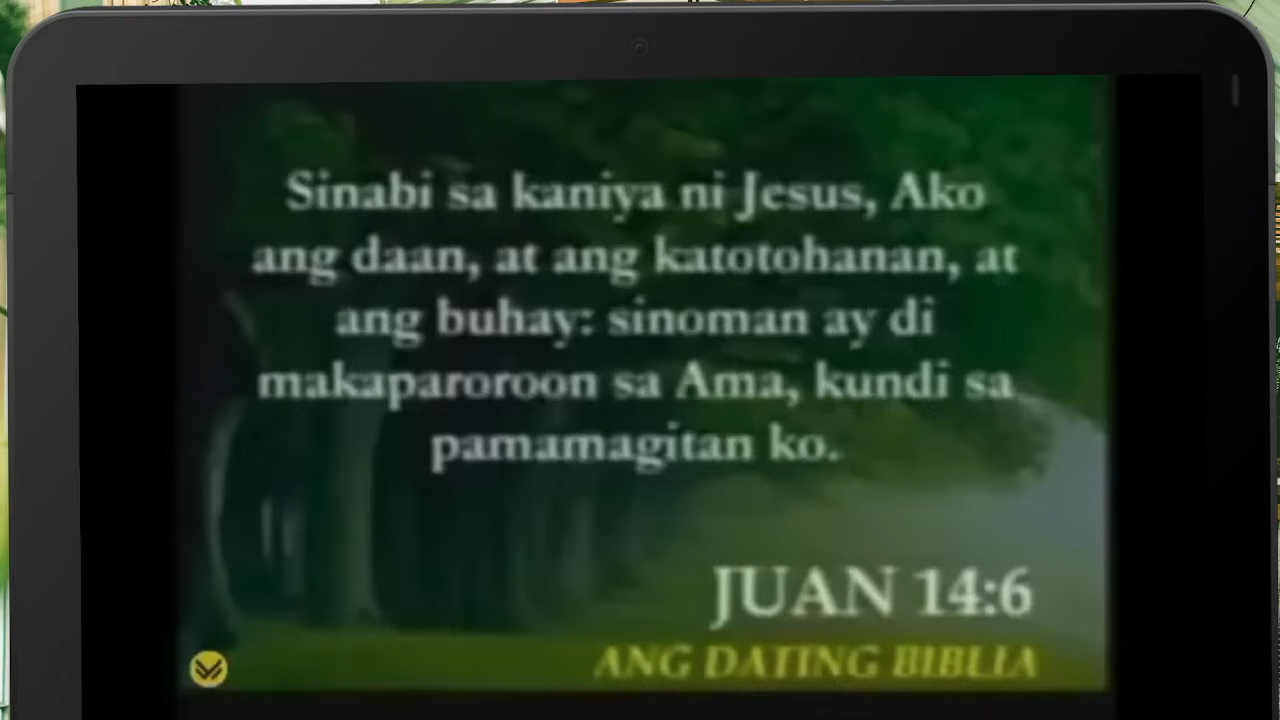 Sinabi sa kaniya ni Jesus, Ako
ang daan, at ang katotohanan, at
ang buhay: sinoman ay di
makaparoroon sa Ama, kundi sa
pamamagitan ko.
JUAN 14:6
ANG DATING BIBLIA